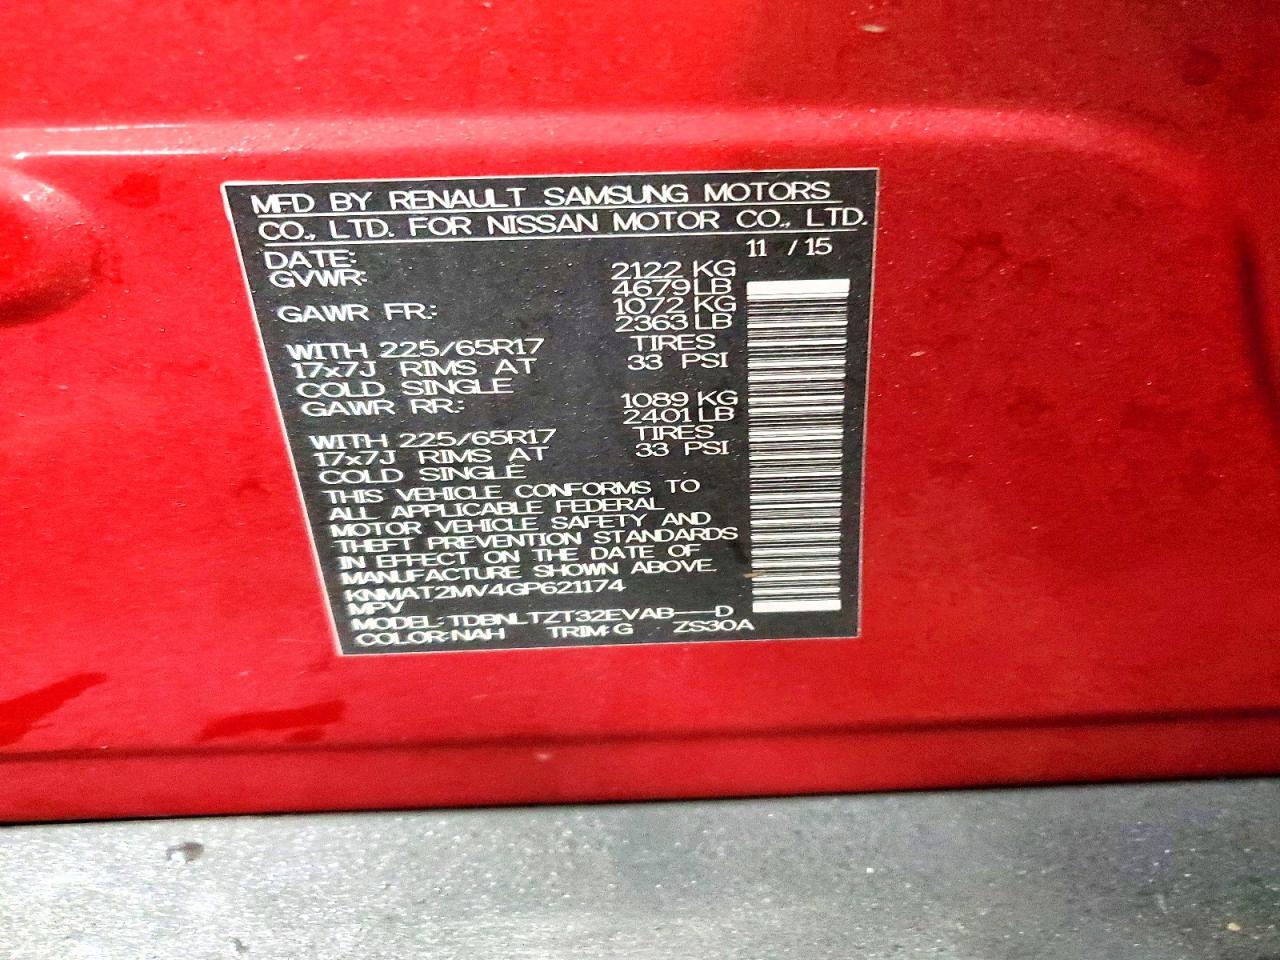 MFD BY RENAULT SAMSUNG MOTORS
CO., LTD. FOR NISSAN MOTOR CO., LTD.
DATE: 11 / 15
GVWR: 2122 KG
4679 LB
GAWR FR.: 1072 KG
2363 LB
WITH 225/65R17 TIRES
17x7J RIMS AT 33 PSI
COLD SINGLE
GAWR RR.: 1089 KG
2401 LB
WITH 225/65R17 TIRES
17x7J RIMS AT 33 PSI
COLD SINGLE
THIS VEHICLE CONFORMS TO
ALL APPLICABLE FEDERAL
MOTOR VEHICLE SAFETY AND
THEFT PREVENTION STANDARDS
IN EFFECT ON THE DATE OF
MANUFACTURE SHOWN ABOVE.
KNMAT2MV4GP621174
MPV
MODEL: TDBNLTZT32EVAB---D
COLOR: NAH TRIM: G ZS30A